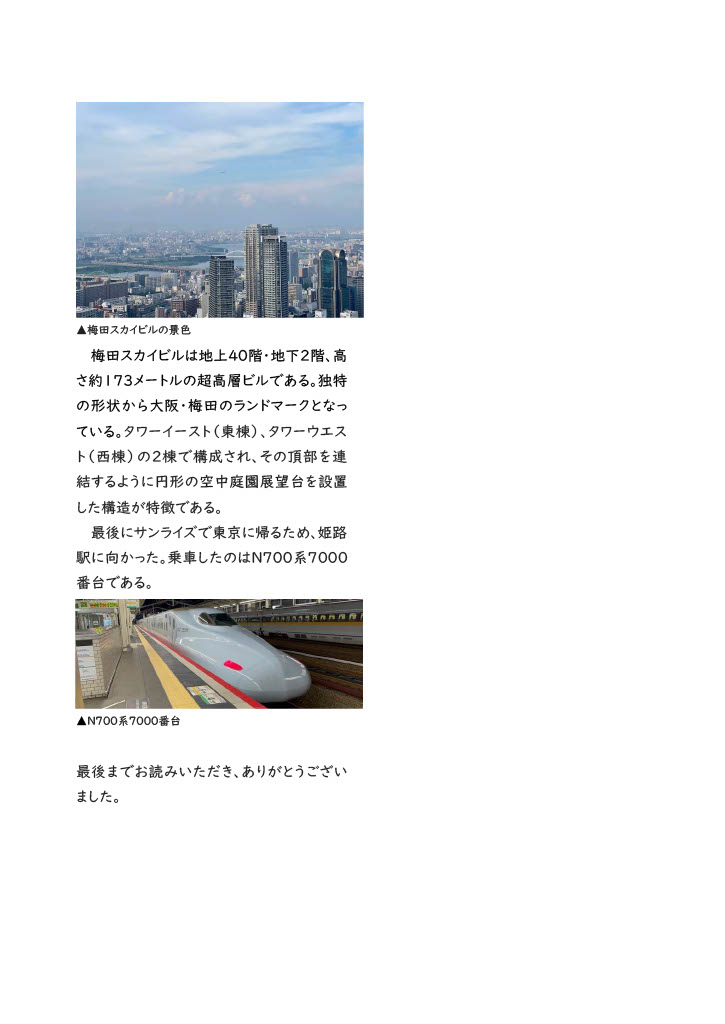 ▲梅田スカイビルの景色
梅田スカイビルは地上40階・地下2階、高
さ約173メートルの超高層ビルである。独特
の形状から大阪・梅田のランドマークとなっ
ている。タワーイースト（東棟）、タワーウエス
ト（西棟）の2棟で構成され、その頂部を連
結するように円形の空中庭園展望台を設置
した構造が特徴である。
最後にサンライズで東京に帰るため、姫路
駅に向かった。乗車したのはN700系7000
番台である。
▲N700系7000番台
最後までお読みいただき、ありがとうござい
ました。